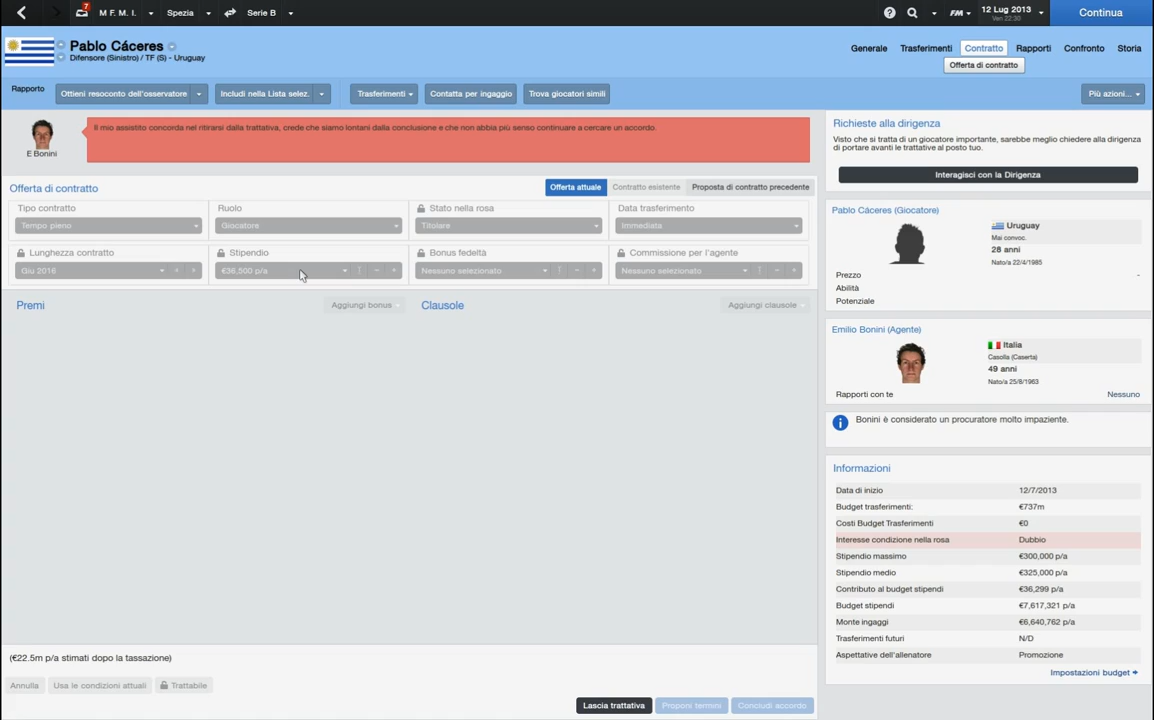 7
M F. M. I.
Spezia
Serie B
FM
12 Lug 2013
Ven 22:30
Continua
Pablo Cáceres
Difensore (Sinistro) / TF (S) - Uruguay
Generale
Trasferimenti
Contratto
Rapporti
Confronto
Storia
Offerta di contratto
Rapporto
Ottieni resoconto dell'osservatore
Includi nella Lista selez.
Trasferimenti
Contatta per ingaggio
Trova giocatori simili
Più azioni...
E Bonini
Il mio assistito concorda nel ritirarsi dalla trattativa, crede che siamo lontani dalla conclusione e che non abbia più senso continuare a cercare un accordo.
Offerta di contratto
Offerta attuale
Contratto esistente
Proposta di contratto precedente
Tipo contratto
Ruolo
Stato nella rosa
Data trasferimento
Tempo pieno
Giocatore
Titolare
Immediata
Lunghezza contratto
Stipendio
Bonus fedeltà
Commissione per l'agente
Giu 2016
€36,500 p/a
Nessuno selezionato
Nessuno selezionato
Premi
Aggiungi bonus
Clausole
Aggiungi clausole
(€22.5m p/a stimati dopo la tassazione)
Annulla
Usa le condizioni attuali
Trattabile
Lascia trattativa
Proponi termini
Concludi accordo
Richieste alla dirigenza
Visto che si tratta di un giocatore importante, sarebbe meglio chiedere alla dirigenza
di portare avanti le trattative al posto tuo.
Interagisci con la Dirigenza
Pablo Cáceres (Giocatore)
Uruguay
Mai convoc.
28 anni
Nato/a 22/4/1985
Prezzo
-
Abilità
Potenziale
Emilio Bonini (Agente)
Italia
Casolla (Caserta)
49 anni
Nato/a 25/8/1963
Rapporti con te
Nessuno
Bonini è considerato un procuratore molto impaziente.
Informazioni
Data di inizio
12/7/2013
Budget trasferimenti:
€737m
Costi Budget Trasferimenti
€0
Interesse condizione nella rosa
Dubbio
Stipendio massimo
€300,000 p/a
Stipendio medio
€325,000 p/a
Contributo al budget stipendi
€36,299 p/a
Budget stipendi
€7,617,321 p/a
Monte ingaggi
€6,640,762 p/a
Trasferimenti futuri
N/D
Aspettative dell'allenatore
Promozione
Impostazioni budget